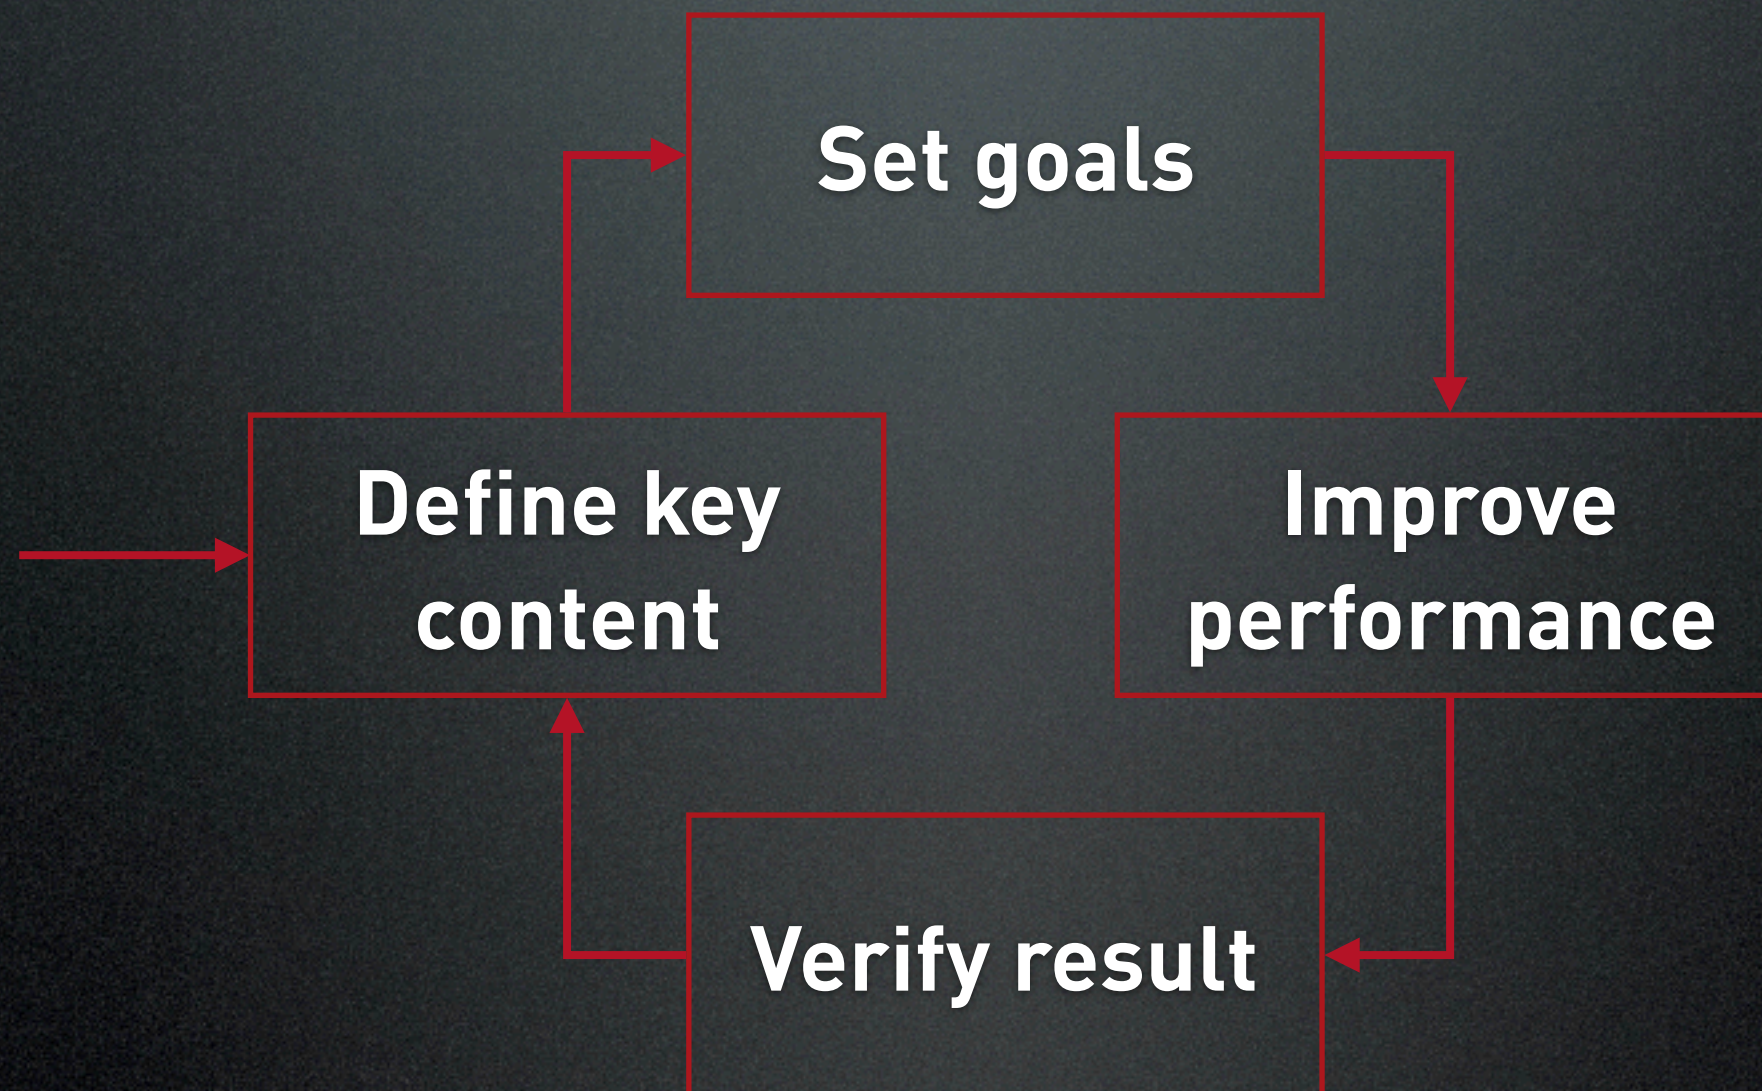 Set goals
Define key
content
Improve
performance
Verify result